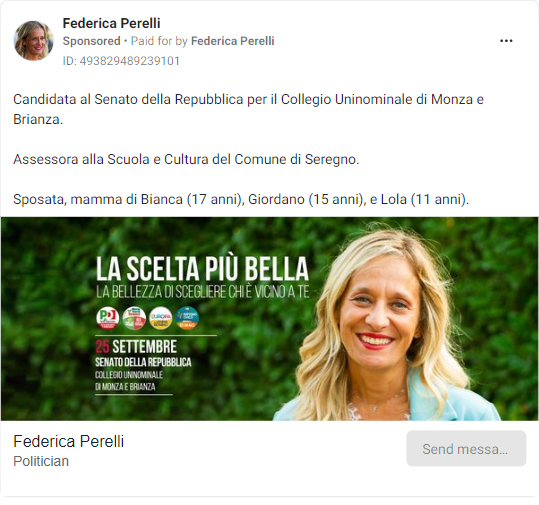 Federica Perelli
Sponsored • Paid for by Federica Perelli
ID: 493829489239101
Candidata al Senato della Repubblica per il Collegio Uninominale di Monza e
Brianza.
Assessora alla Scuola e Cultura del Comune di Seregno.
Sposata, mamma di Bianca (17 anni), Giordano (15 anni), e Lola (11 anni).
LA SCELTA PIÙ BELLA
LA BELLEZZA DI SCEGLIERE CHI È VICINO A TE
PD
EUROPA
25 SETTEMBRE
SENATO DELLA REPUBBLICA
COLLEGIO UNINOMINALE
DI MONZA E BRIANZA
Federica Perelli
Send messa...
Politician